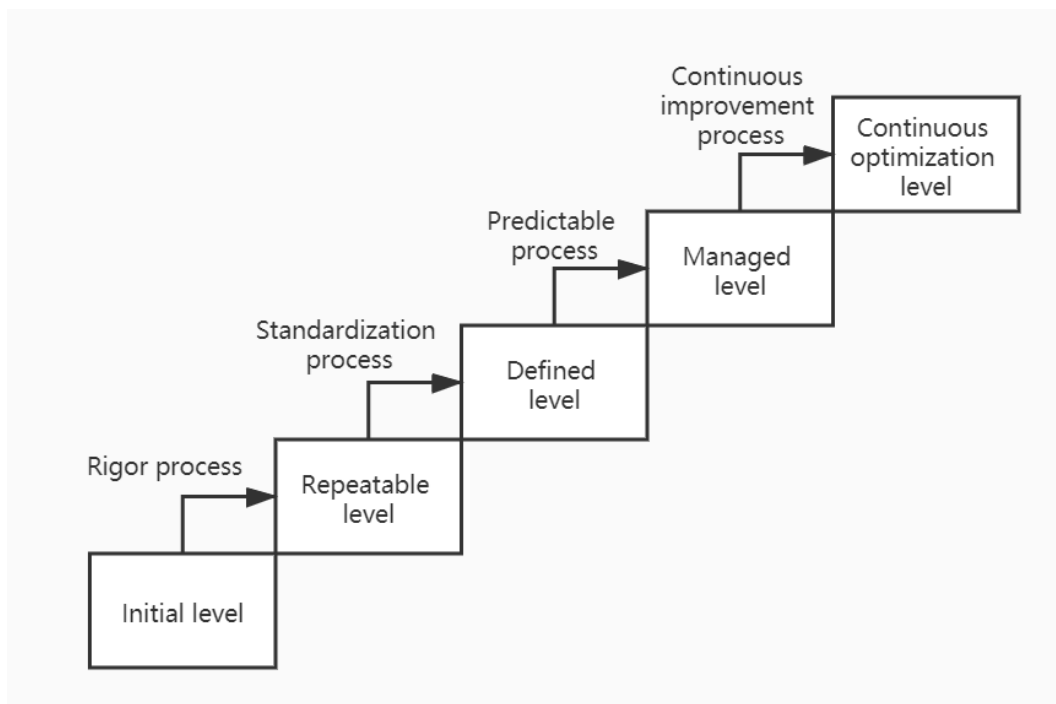 Continuous
improvement
process
Continuous
optimization
level
Predictable
process
Managed
level
Standardization
process
Defined
level
Rigor process
Repeatable
level
Initial level